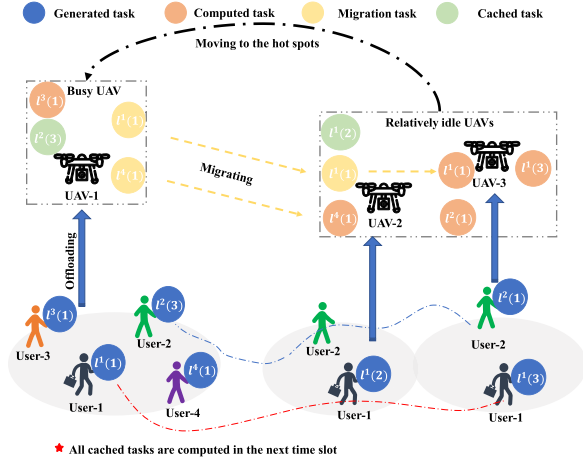 Generated task
Computed task
Migration task
Cached task
Moving to the hot spots
Busy UAV
l³(1)
l²(3)
l¹(1)
l⁴(1)
UAV-1
Migrating
Relatively idle UAVs
l¹(2)
l¹(1)
l⁴(1)
UAV-2
l¹(1)
l¹(3)
l²(1)
UAV-3
Offloading
l³(1)
User-3
l²(3)
User-2
l¹(1)
User-1
l⁴(1)
User-4
User-2
l¹(2)
User-1
l²(1)
User-2
l¹(3)
User-1
★ All cached tasks are computed in the next time slot